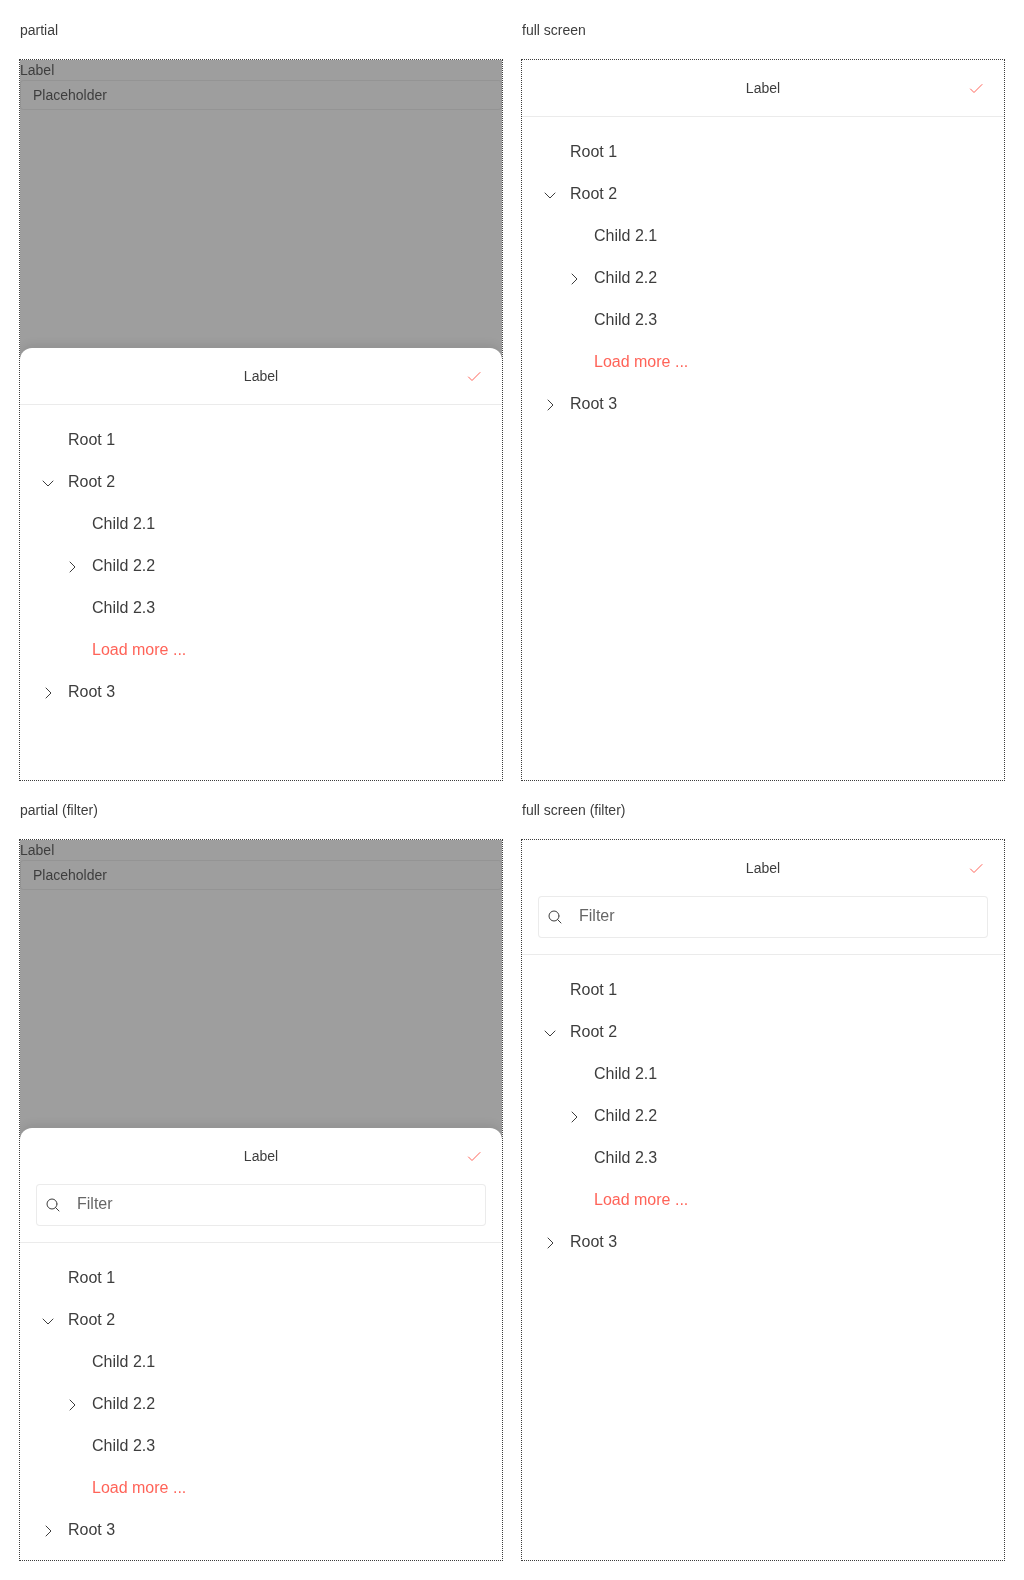 partial
Label
Placeholder
Label
Root 1
Root 2
Child 2.1
Child 2.2
Child 2.3
Load more ...
Root 3
full screen
Label
Root 1
Root 2
Child 2.1
Child 2.2
Child 2.3
Load more ...
Root 3
partial (filter)
Label
Placeholder
Label
Filter
Root 1
Root 2
Child 2.1
Child 2.2
Child 2.3
Load more ...
Root 3
full screen (filter)
Label
Filter
Root 1
Root 2
Child 2.1
Child 2.2
Child 2.3
Load more ...
Root 3